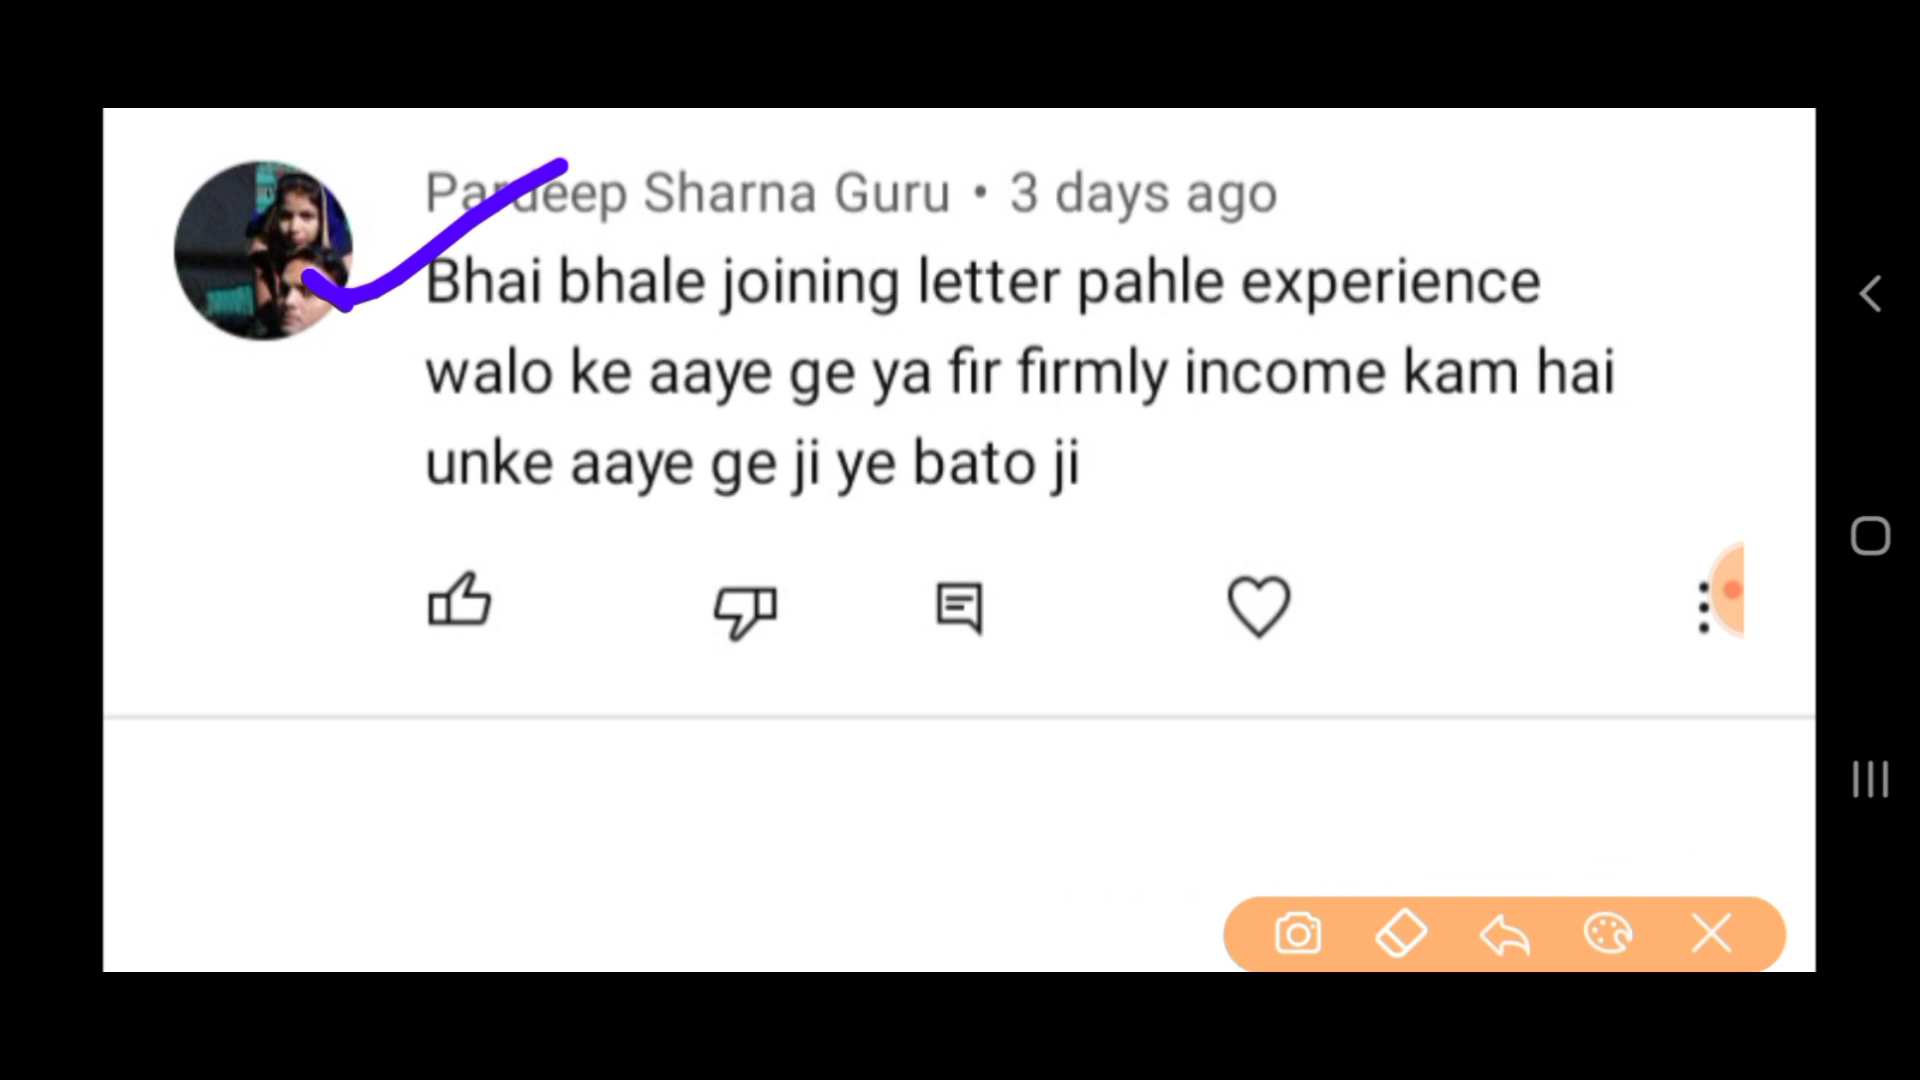 Pardeep Sharna Guru • 3 days ago
Bhai bhale joining letter pahle experience
walo ke aaye ge ya fir firmly income kam hai
unke aaye ge ji ye bato ji